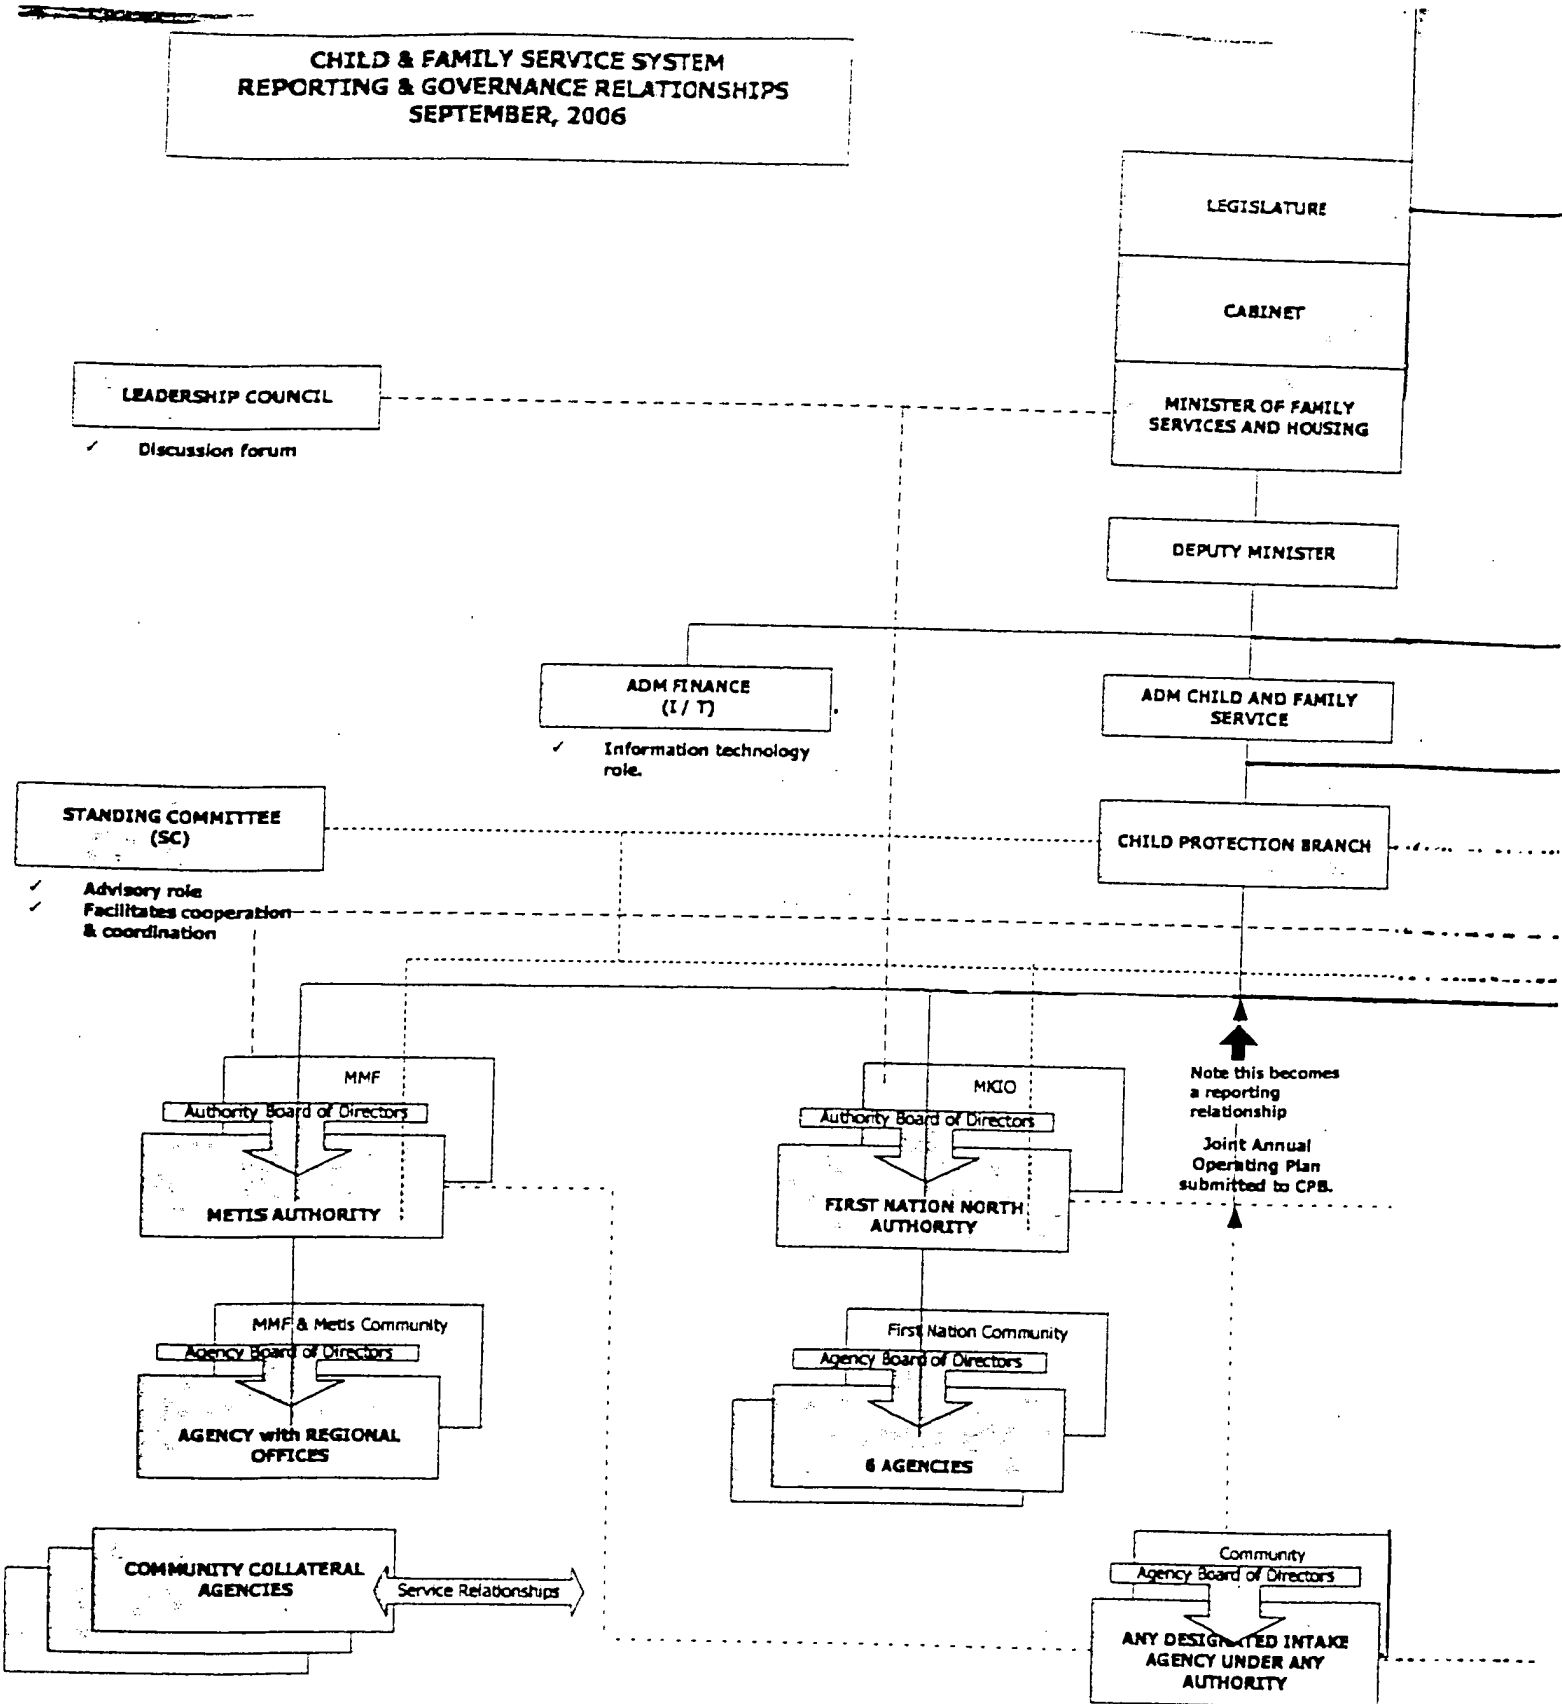 CHILD & FAMILY SERVICE SYSTEM
REPORTING & GOVERNANCE RELATIONSHIPS
SEPTEMBER, 2006
LEGISLATURE
CABINET
LEADERSHIP COUNCIL
✓ Discussion forum
MINISTER OF FAMILY
SERVICES AND HOUSING
DEPUTY MINISTER
ADM FINANCE
(I / T)
✓ Information technology
role.
ADM CHILD AND FAMILY
SERVICE
STANDING COMMITTEE
(SC)
✓ Advisory role
✓ Facilitates cooperation
& coordination
CHILD PROTECTION BRANCH
MMF
Authority Board of Directors
METIS AUTHORITY
MKIO
Authority Board of Directors
FIRST NATION NORTH
AUTHORITY
Note this becomes
a reporting
relationship
Joint Annual
Operating Plan
submitted to CPB.
MMF & Metis Community
Agency Board of Directors
AGENCY with REGIONAL
OFFICES
First Nation Community
Agency Board of Directors
6 AGENCIES
COMMUNITY COLLATERAL
AGENCIES
Service Relationships
Community
Agency Board of Directors
ANY DESIGNATED INTAKE
AGENCY UNDER ANY
AUTHORITY